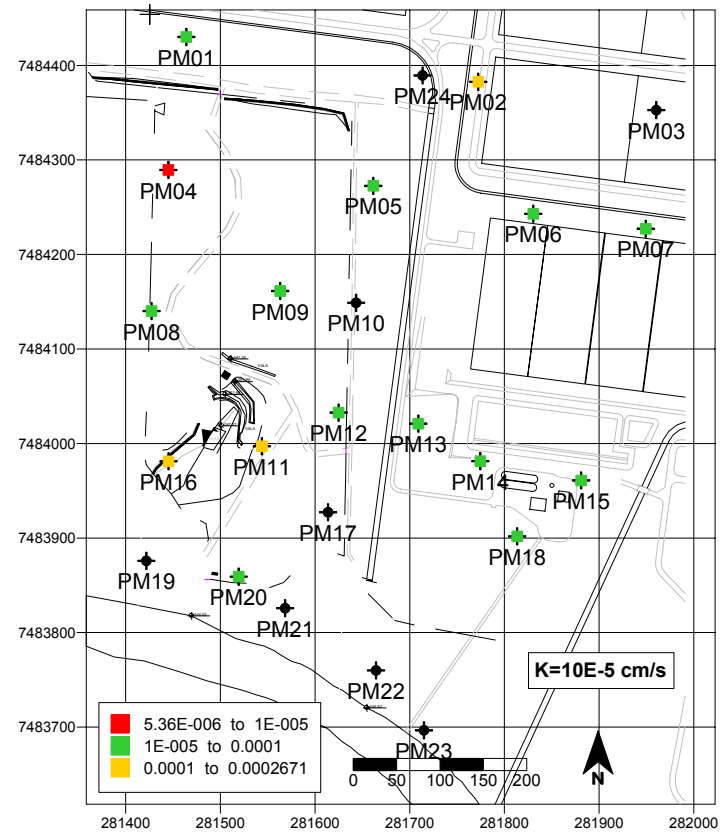 PM01
7484400
PM24
PM02
PM03
7484300
PM04
PM05
PM06
PM07
7484200
PM09
PM10
PM08
7484100
PM12
PM13
7484000
PM11
PM16
PM14
PM15
PM17
7483900
PM18
PM19
PM20
PM21
7483800
K=10E-5 cm/s
PM22
5.36E-006 to 1E-005
1E-005 to 0.0001
0.0001 to 0.0002671
7483700
PM23
0 50 100 150 200
N
281400 281500 281600 281700 281800 281900 282000